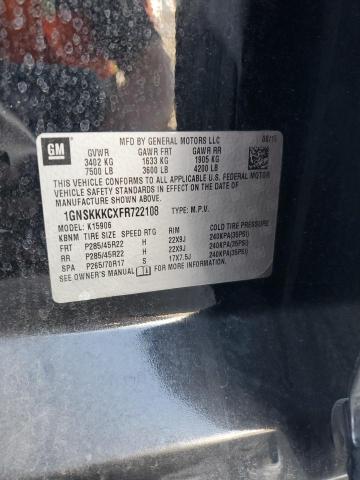 GM
MFD BY GENERAL MOTORS LLC
GVWR GAWR FRT GAWR RR
3402 KG 1633 KG 1905 KG
7500 LB 3600 LB 4200 LB
THIS VEHICLE CONFORMS TO ALL APPLICABLE U.S. FEDERAL MOTOR
VEHICLE SAFETY STANDARDS IN EFFECT ON THE DATE OF
MANUFACTURE SHOWN ABOVE.
1GNSKKKCXFR722108 TYPE: M.P.V.
MODEL: K15906
KBNM TIRE SIZE SPEED RTG RIM COLD TIRE PRESSURE
FRT P285/45R22 H 22X9J 240KPA(35PSI)
RR P285/45R22 H 22X9J 240KPA(35PSI)
SPA P265/70R17 S 17X7.5J 240KPA(35PSI)
SEE OWNER'S MANUAL FOR ADDITIONAL INFORMATION